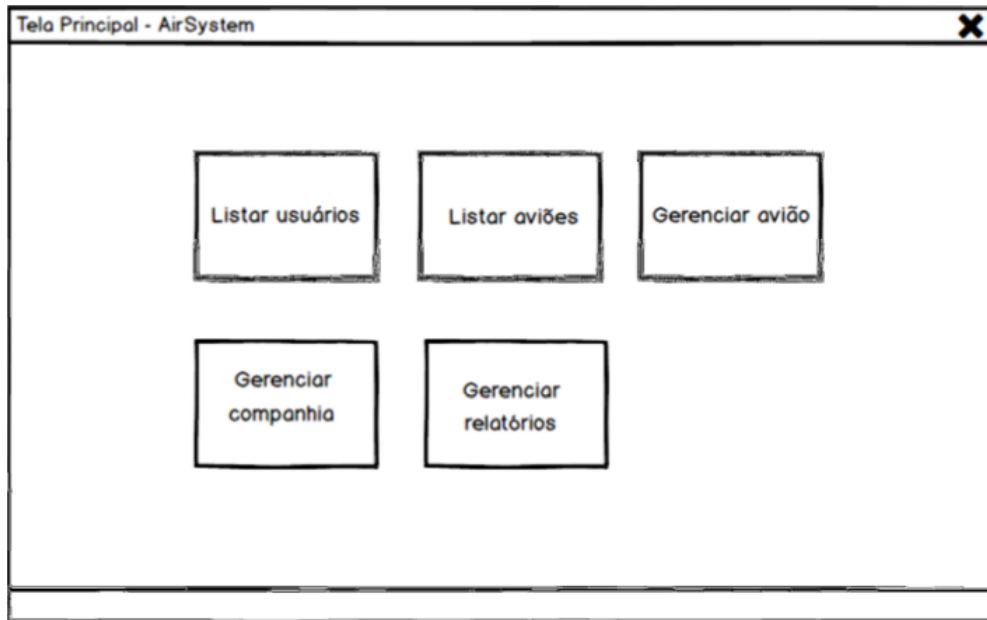 Tela Principal - AirSystem
Listar usuários
Listar aviões
Gerenciar avião
Gerenciar
companhia
Gerenciar
relatórios